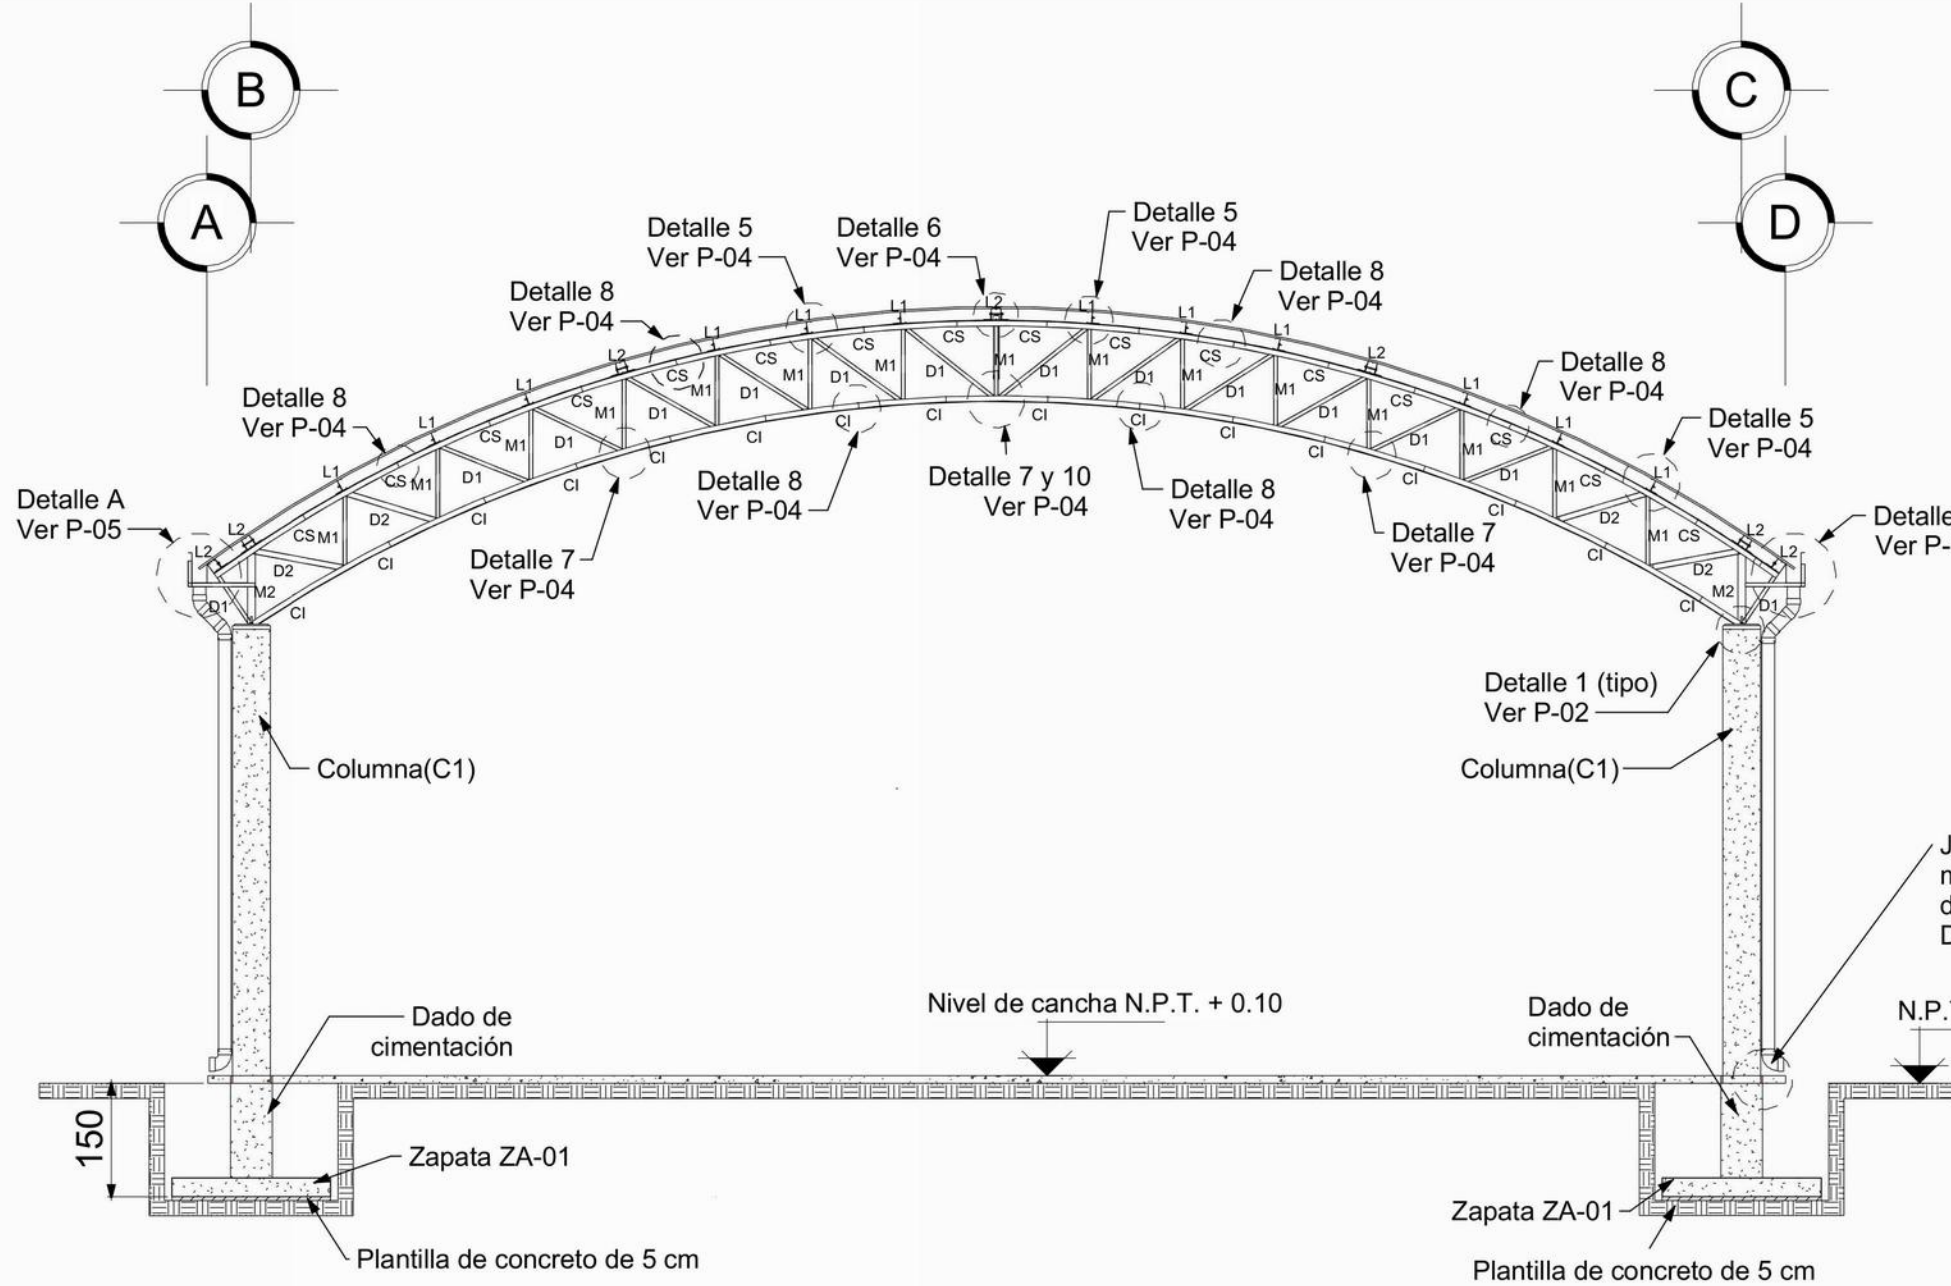 B
C
A
D
Detalle 5
Ver P-04
Detalle 6
Ver P-04
Detalle 5
Ver P-04
Detalle 8
Ver P-04
Detalle 8
Ver P-04
Detalle 8
Ver P-04
Detalle 8
Ver P-04
Detalle 5
Ver P-04
Detalle A
Ver P-05
Detalle
Ver P-
L2 L2 L1 L1 L1 L2 L1 L1 L1 L2 L1 L1 L1 L2 L1 L1 L1 L2 L2
CS CS CS CS CS CS CS CS CS CS CS CS CS CS CS CS
M2 M1 M1 M1 M1 M1 M1 M1 M1 M1 M1 M1 M1 M1 M1 M1 M2
D1 D2 D2 D1 D1 D1 D1 D1 D1 D1 D1 D1 D1 D1 D1 D2 D2 D1
CI CI CI CI CI CI CI CI CI CI CI CI CI CI CI CI
Detalle 7
Ver P-04
Detalle 8
Ver P-04
Detalle 7 y 10
Ver P-04
Detalle 8
Ver P-04
Detalle 7
Ver P-04
Detalle 1 (tipo)
Ver P-02
Columna(C1)
Columna(C1)
Dado de
cimentación
Nivel de cancha N.P.T. + 0.10
Dado de
cimentación
N.P.
150
Zapata ZA-01
Plantilla de concreto de 5 cm
Zapata ZA-01
Plantilla de concreto de 5 cm